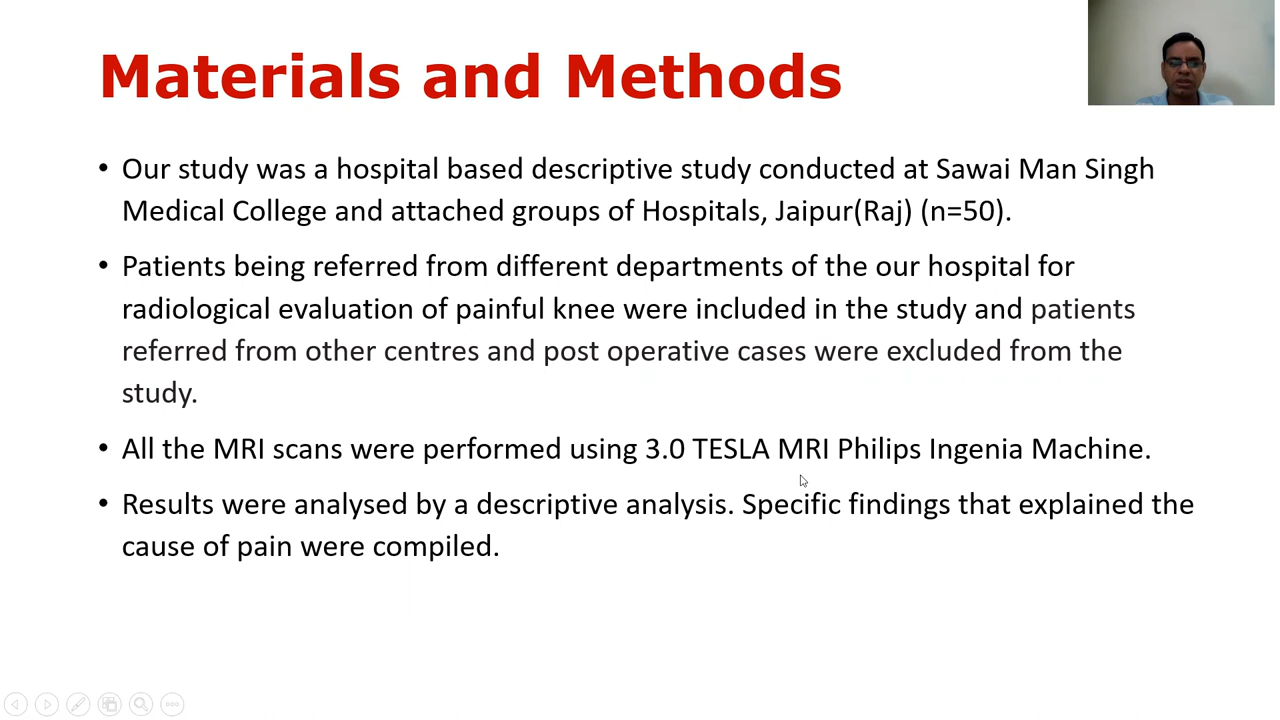 Materials and Methods
• Our study was a hospital based descriptive study conducted at Sawai Man Singh
Medical College and attached groups of Hospitals, Jaipur(Raj) (n=50).
• Patients being referred from different departments of the our hospital for
radiological evaluation of painful knee were included in the study and patients
referred from other centres and post operative cases were excluded from the
study.
• All the MRI scans were performed using 3.0 TESLA MRI Philips Ingenia Machine.
• Results were analysed by a descriptive analysis. Specific findings that explained the
cause of pain were compiled.